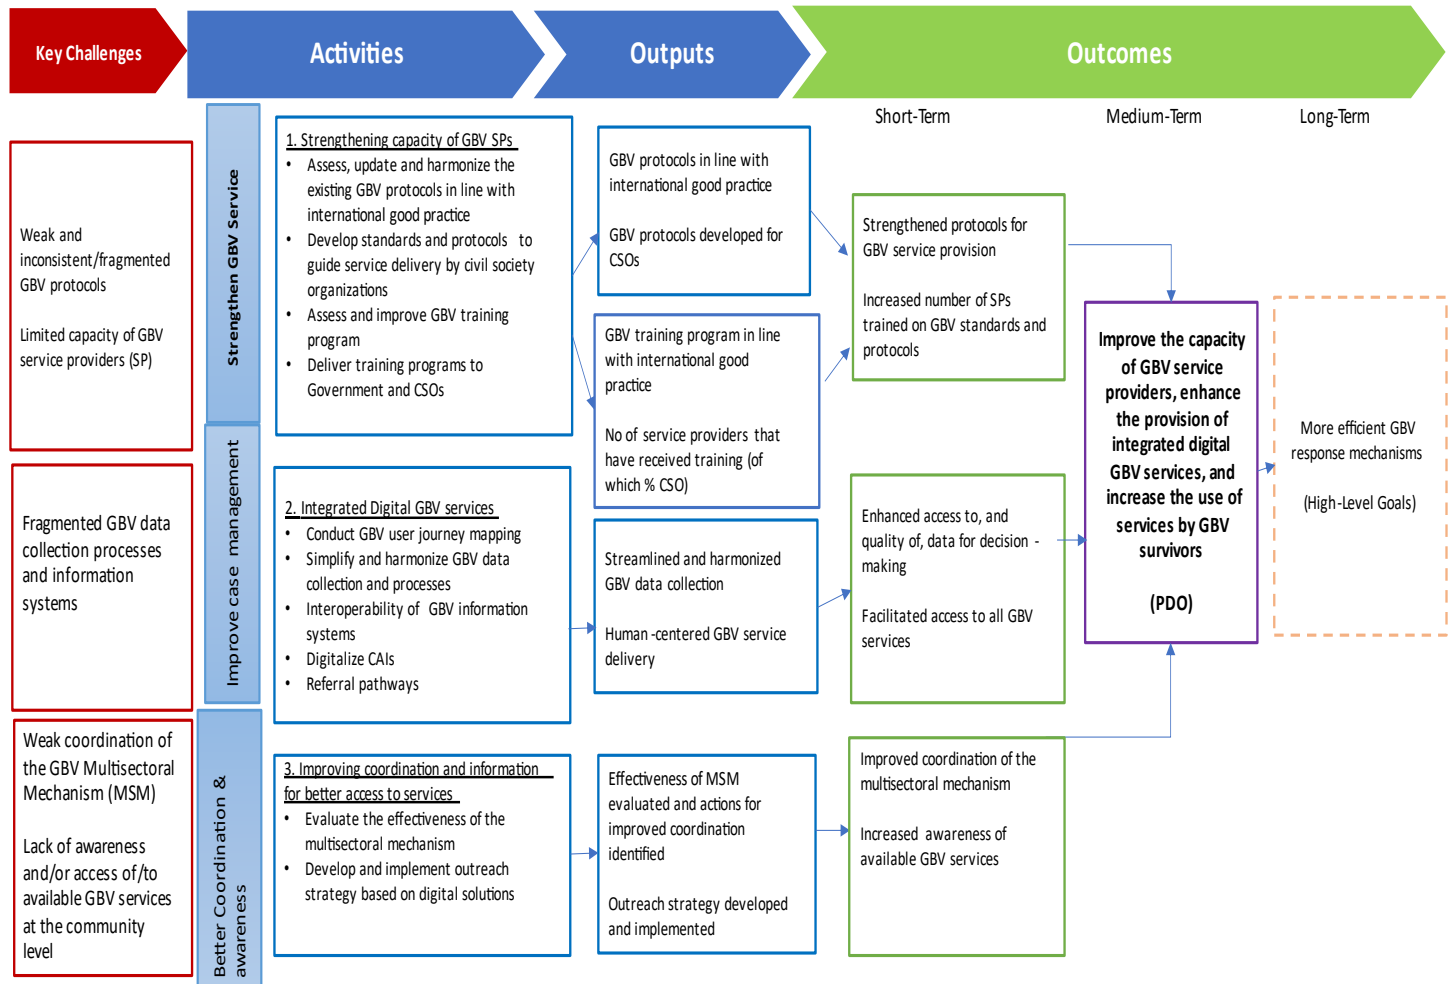 Key Challenges
Activities
Outputs
Outcomes
Short-Term
Medium-Term
Long-Term
Weak and
inconsistent/fragmented
GBV protocols
Limited capacity of GBV
service providers (SP)
Strengthen GBV Service
1. Strengthening capacity of GBV SPs
• Assess, update and harmonize the
existing GBV protocols in line with
international good practice
• Develop standards and protocols to
guide service delivery by civil society
organizations
• Assess and improve GBV training
program
• Deliver training programs to
Government and CSOs
GBV protocols in line with
international good practice
GBV protocols developed for
CSOs
GBV training program in line
with international good
practice
No of service providers that
have received training (of
which % CSO)
Strengthened protocols for
GBV service provision
Increased number of SPs
trained on GBV standards and
protocols
Fragmented GBV data
collection processes
and information
systems
Improve case management
2. Integrated Digital GBV services
• Conduct GBV user journey mapping
• Simplify and harmonize GBV data
collection and processes
• Interoperability of GBV information
systems
• Digitalize CAIs
• Referral pathways
Streamlined and harmonized
GBV data collection
Human -centered GBV service
delivery
Enhanced access to, and
quality of, data for decision -
making
Facilitated access to all GBV
services
Weak coordination of
the GBV Multisectoral
Mechanism (MSM)
Lack of awareness
and/or access of/to
available GBV services
at the community
level
Better Coordination &
awareness
3. Improving coordination and information
for better access to services
• Evaluate the effectiveness of the
multisectoral mechanism
• Develop and implement outreach
strategy based on digital solutions
Effectiveness of MSM
evaluated and actions for
improved coordination
identified
Outreach strategy developed
and implemented
Improved coordination of the
multisectoral mechanism
Increased awareness of
available GBV services
Improve the capacity
of GBV service
providers, enhance
the provision of
integrated digital
GBV services, and
increase the use of
services by GBV
survivors
(PDO)
More efficient GBV
response mechanisms
(High-Level Goals)